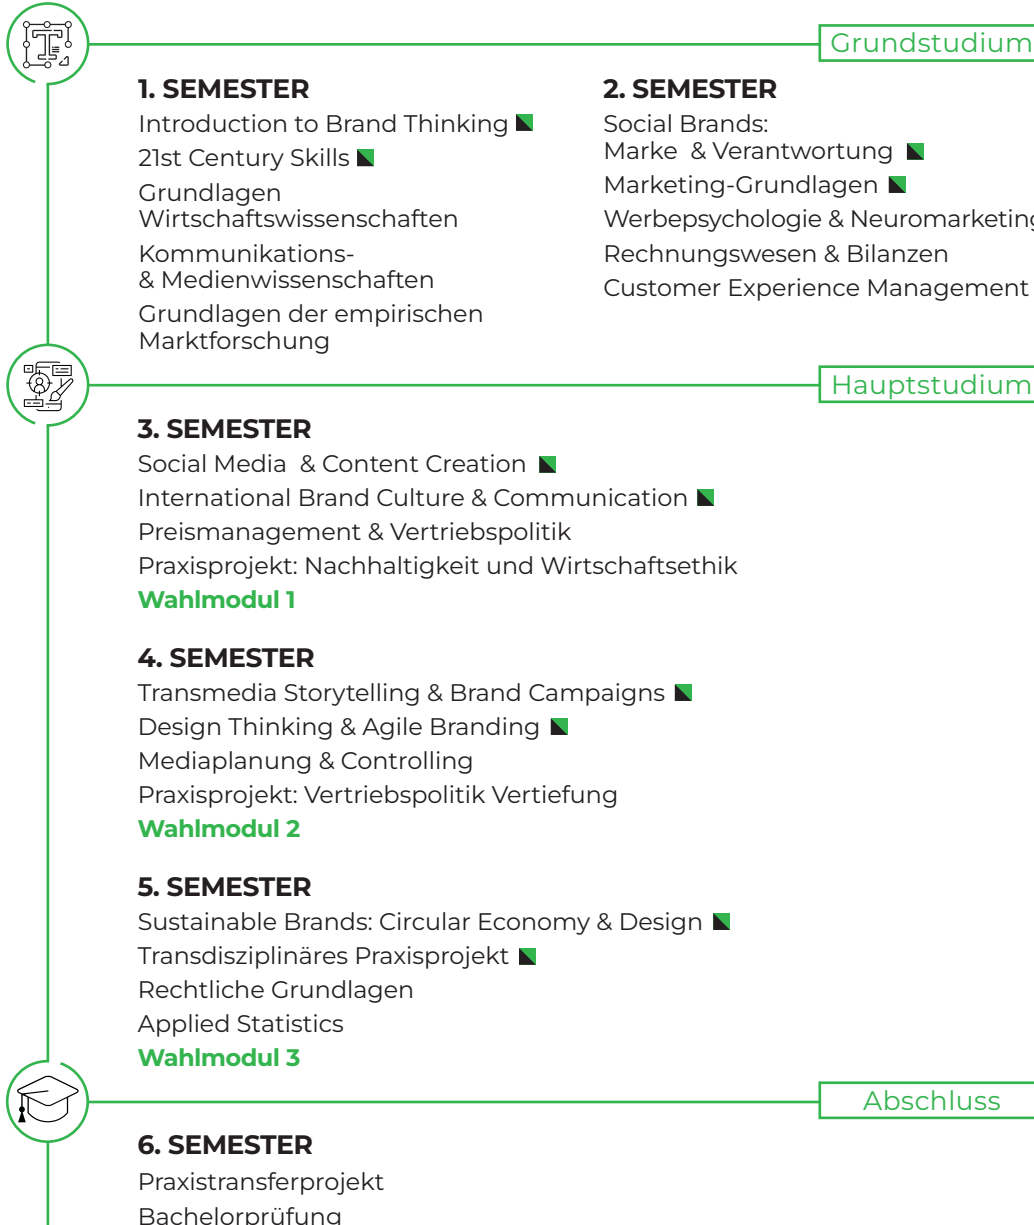 Grundstudium
1. SEMESTER
Introduction to Brand Thinking
21st Century Skills
Grundlagen
Wirtschaftswissenschaften
Kommunikations-
& Medienwissenschaften
Grundlagen der empirischen
Marktforschung
2. SEMESTER
Social Brands:
Marke & Verantwortung
Marketing-Grundlagen
Werbepsychologie & Neuromarketing
Rechnungswesen & Bilanzen
Customer Experience Management
Hauptstudium
3. SEMESTER
Social Media & Content Creation
International Brand Culture & Communication
Preismanagement & Vertriebspolitik
Praxisprojekt: Nachhaltigkeit und Wirtschaftsethik
Wahlmodul 1
4. SEMESTER
Transmedia Storytelling & Brand Campaigns
Design Thinking & Agile Branding
Mediaplanung & Controlling
Praxisprojekt: Vertriebspolitik Vertiefung
Wahlmodul 2
5. SEMESTER
Sustainable Brands: Circular Economy & Design
Transdisziplinäres Praxisprojekt
Rechtliche Grundlagen
Applied Statistics
Wahlmodul 3
Abschluss
6. SEMESTER
Praxistransferprojekt
Bachelorprüfung